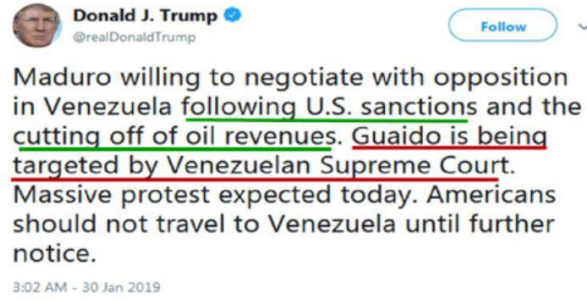 Donald J. Trump
@realDonaldTrump
Follow
Maduro willing to negotiate with opposition
in Venezuela following U.S. sanctions and the
cutting off of oil revenues. Guaido is being
targeted by Venezuelan Supreme Court.
Massive protest expected today. Americans
should not travel to Venezuela until further
notice.
3:02 AM - 30 Jan 2019